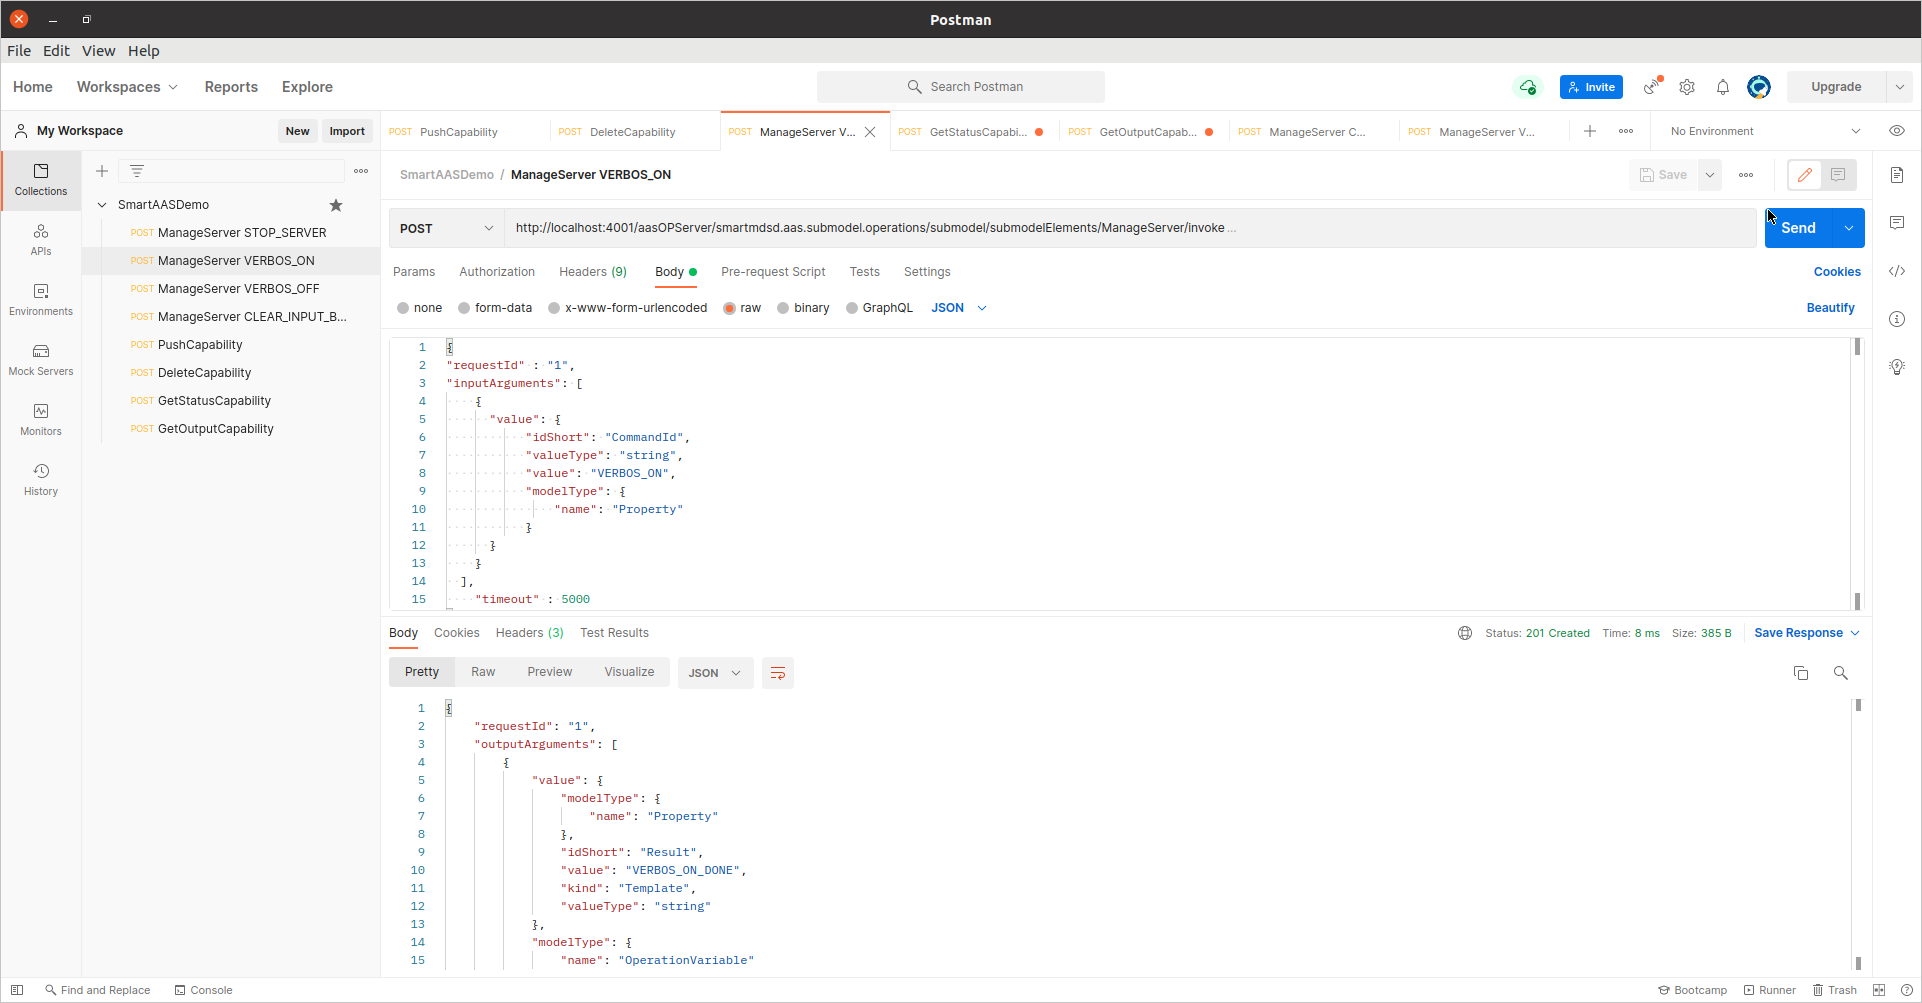 Postman
File Edit View Help
Home Workspaces Reports Explore Search Postman Invite Upgrade
My Workspace New Import
POST PushCapability POST DeleteCapability POST ManageServer V... POST GetStatusCapabi... POST GetOutputCapab... POST ManageServer C... POST ManageServer V... No Environment
Collections
APIs
Environments
Mock Servers
Monitors
History
SmartAASDemo
POST ManageServer STOP_SERVER
POST ManageServer VERBOS_ON
POST ManageServer VERBOS_OFF
POST ManageServer CLEAR_INPUT_B...
POST PushCapability
POST DeleteCapability
POST GetStatusCapability
POST GetOutputCapability
SmartAASDemo / ManageServer VERBOS_ON Save
POST http://localhost:4001/aasOPServer/smartmdsd.aas.submodel.operations/submodel/submodelElements/ManageServer/invoke ... Send
Params Authorization Headers (9) Body Pre-request Script Tests Settings Cookies
none form-data x-www-form-urlencoded raw binary GraphQL JSON Beautify
1 {
2 "requestId" : "1",
3 "inputArguments": [
4 {
5 "value": {
6 "idShort": "CommandId",
7 "valueType": "string",
8 "value": "VERBOS_ON",
9 "modelType": {
10 "name": "Property"
11 }
12 }
13 }
14 ],
15 "timeout" : 5000
Body Cookies Headers (3) Test Results Status: 201 Created Time: 8 ms Size: 385 B Save Response
Pretty Raw Preview Visualize JSON
1 {
2 "requestId": "1",
3 "outputArguments": [
4 {
5 "value": {
6 "modelType": {
7 "name": "Property"
8 },
9 "idShort": "Result",
10 "value": "VERBOS_ON_DONE",
11 "kind": "Template",
12 "valueType": "string"
13 },
14 "modelType": {
15 "name": "OperationVariable"
Find and Replace Console Bootcamp Runner Trash